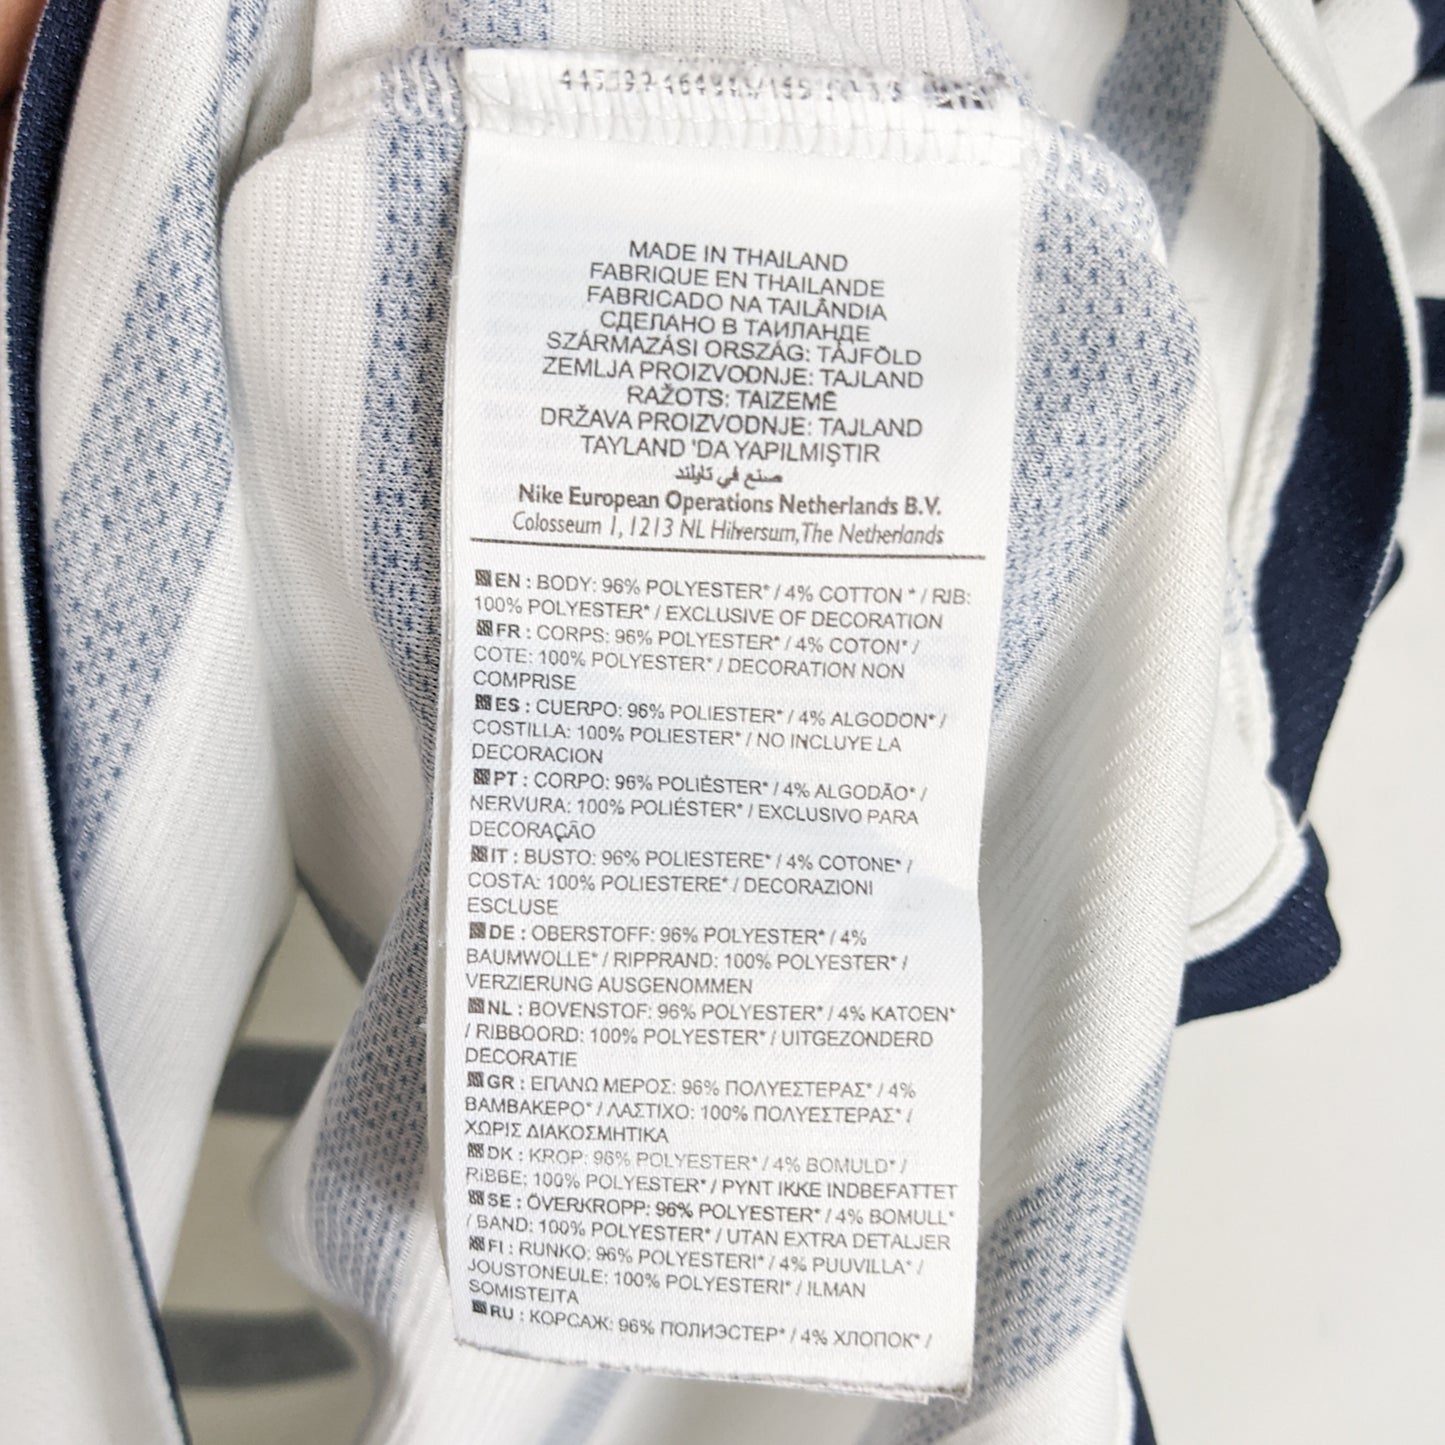 MADE IN THAILAND
FABRIQUE EN THAILANDE
FABRICADO NA TAILÂNDIA
СДЕЛАНО В ТАИЛАНДЕ
SZÁRMAZÁSI ORSZÁG: TÁJFÖLD
ZEMLJA PROIZVODNJE: TAJLAND
RAŽOTS: TAIZEMĒ
DRŽAVA PROIZVODNJE: TAJLAND
TAYLAND 'DA YAPILMIŞTIR
صنع في تايلند
Nike European Operations Netherlands B.V.
Colosseum 1, 1213 NL Hilversum, The Netherlands
EN : BODY: 96% POLYESTER* / 4% COTTON * / RIB:
100% POLYESTER* / EXCLUSIVE OF DECORATION
FR : CORPS: 96% POLYESTER* / 4% COTON* /
COTE: 100% POLYESTER* / DECORATION NON
COMPRISE
ES : CUERPO: 96% POLIESTER* / 4% ALGODON* /
COSTILLA: 100% POLIESTER* / NO INCLUYE LA
DECORACION
PT : CORPO: 96% POLIÉSTER* / 4% ALGODÃO* /
NERVURA: 100% POLIÉSTER* / EXCLUSIVO PARA
DECORAÇÃO
IT : BUSTO: 96% POLIESTERE* / 4% COTONE* /
COSTA: 100% POLIESTERE* / DECORAZIONI
ESCLUSE
DE : OBERSTOFF: 96% POLYESTER* / 4%
BAUMWOLLE* / RIPPRAND: 100% POLYESTER* /
VERZIERUNG AUSGENOMMEN
NL : BOVENSTOF: 96% POLYESTER* / 4% KATOEN*
/ RIBBOORD: 100% POLYESTER* / UITGEZONDERD
DECORATIE
GR : ΕΠΑΝΩ ΜΕΡΟΣ: 96% ΠΟΛΥΕΣΤΕΡΑΣ* / 4%
ΒΑΜΒΑΚΕΡΟ* / ΛΑΣΤΙΧΟ: 100% ΠΟΛΥΕΣΤΕΡΑΣ* /
ΧΩΡΙΣ ΔΙΑΚΟΣΜΗΤΙΚΑ
DK : KROP: 96% POLYESTER* / 4% BOMULD* /
RIBBE: 100% POLYESTER* / PYNT IKKE INDBEFATTET
SE : ÖVERKROPP: 96% POLYESTER* / 4% BOMULL*
/ BAND: 100% POLYESTER* / UTAN EXTRA DETALJER
FI : RUNKO: 96% POLYESTERI* / 4% PUUVILLA* /
JOUSTONEULE: 100% POLYESTERI* / ILMAN
SOMISTEITA
RU : КОРСАЖ: 96% ПОЛИЭСТЕР* / 4% ХЛОПОК* /